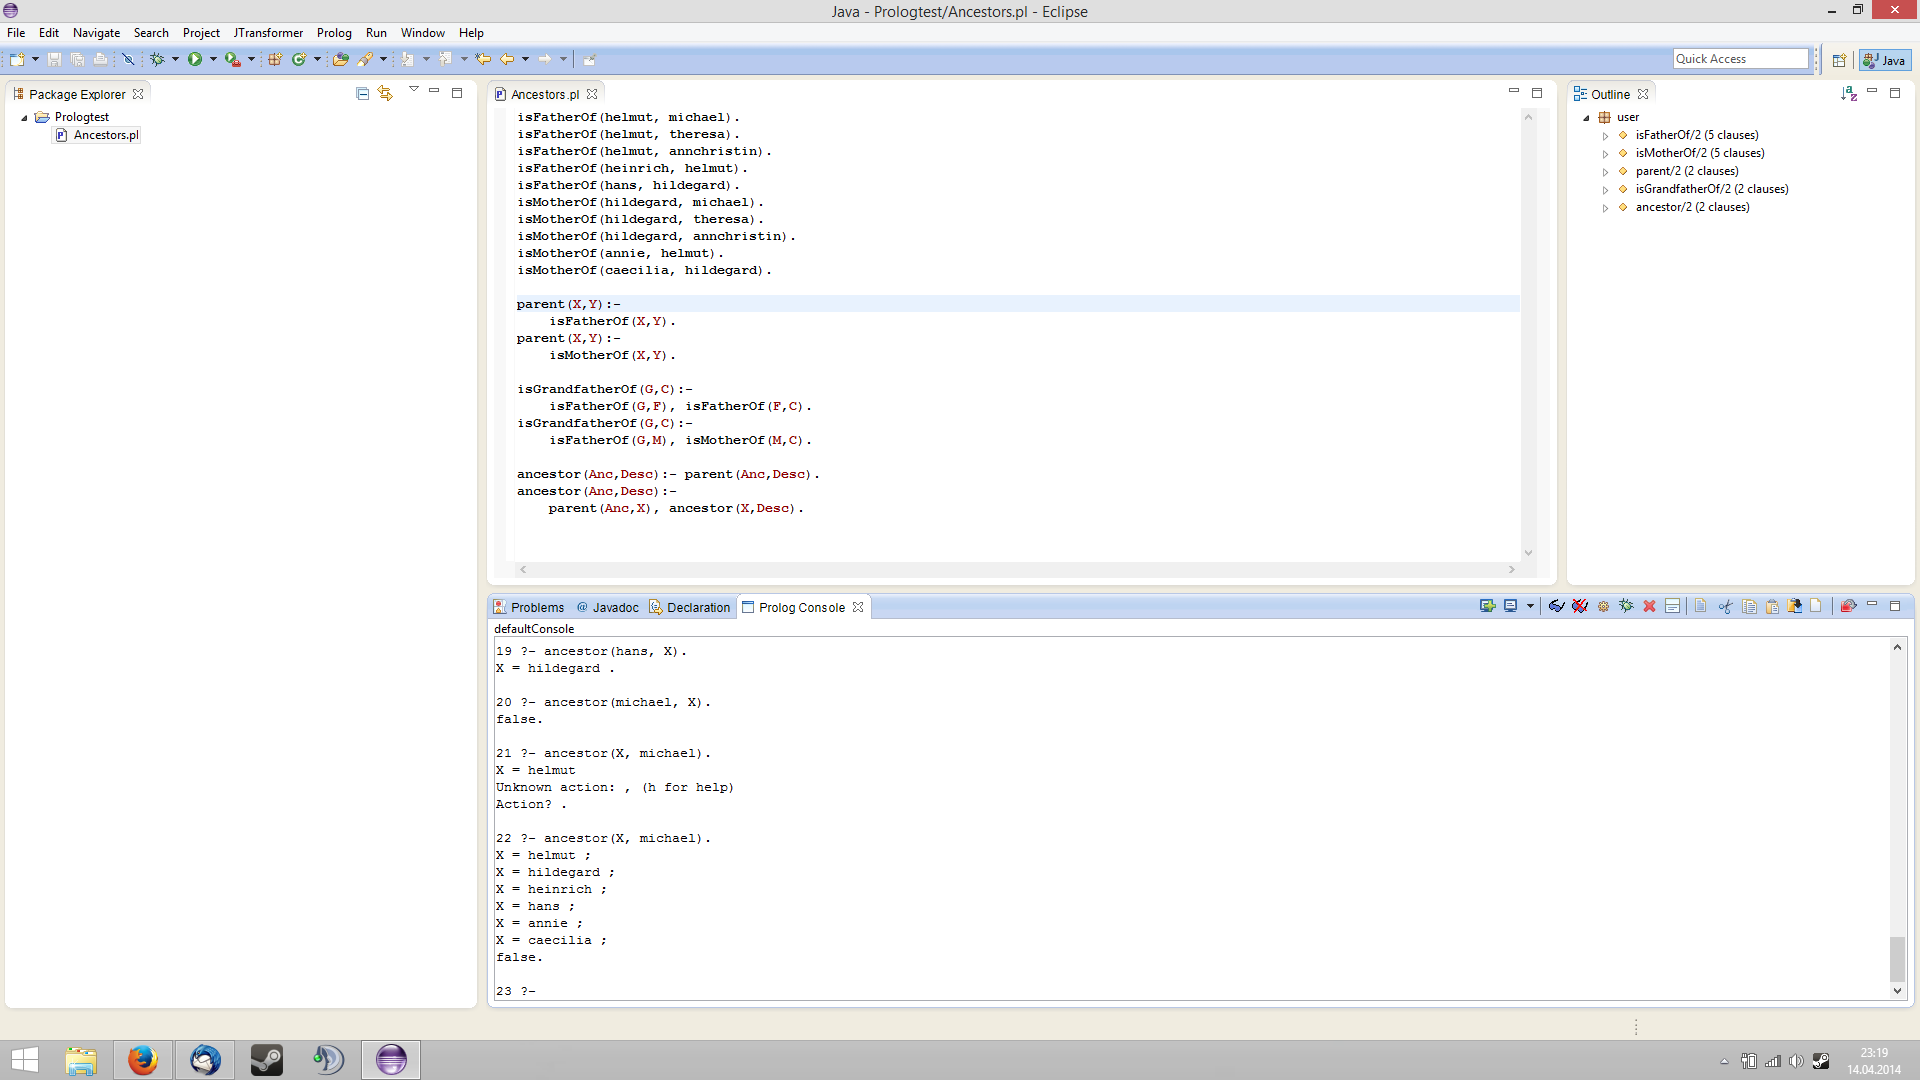 Java - Prologtest/Ancestors.pl - Eclipse
File Edit Navigate Search Project JTransformer Prolog Run Window Help
Quick Access
Java
Package Explorer
Prologtest
Ancestors.pl
Ancestors.pl
isFatherOf(helmut, michael).
isFatherOf(helmut, theresa).
isFatherOf(helmut, annchristin).
isFatherOf(heinrich, helmut).
isFatherOf(hans, hildegard).
isMotherOf(hildegard, michael).
isMotherOf(hildegard, theresa).
isMotherOf(hildegard, annchristin).
isMotherOf(annie, helmut).
isMotherOf(caecilia, hildegard).
parent(X,Y):-
isFatherOf(X,Y).
parent(X,Y):-
isMotherOf(X,Y).
isGrandfatherOf(G,C):-
isFatherOf(G,F), isFatherOf(F,C).
isGrandfatherOf(G,C):-
isFatherOf(G,M), isMotherOf(M,C).
ancestor(Anc,Desc):- parent(Anc,Desc).
ancestor(Anc,Desc):-
parent(Anc,X), ancestor(X,Desc).
Outline
user
isFatherOf/2 (5 clauses)
isMotherOf/2 (5 clauses)
parent/2 (2 clauses)
isGrandfatherOf/2 (2 clauses)
ancestor/2 (2 clauses)
Problems @ Javadoc Declaration Prolog Console
defaultConsole
19 ?- ancestor(hans, X).
X = hildegard .
20 ?- ancestor(michael, X).
false.
21 ?- ancestor(X, michael).
X = helmut
Unknown action: , (h for help)
Action? .
22 ?- ancestor(X, michael).
X = helmut ;
X = hildegard ;
X = heinrich ;
X = hans ;
X = annie ;
X = caecilia ;
false.
23 ?-
23:19
14.04.2014